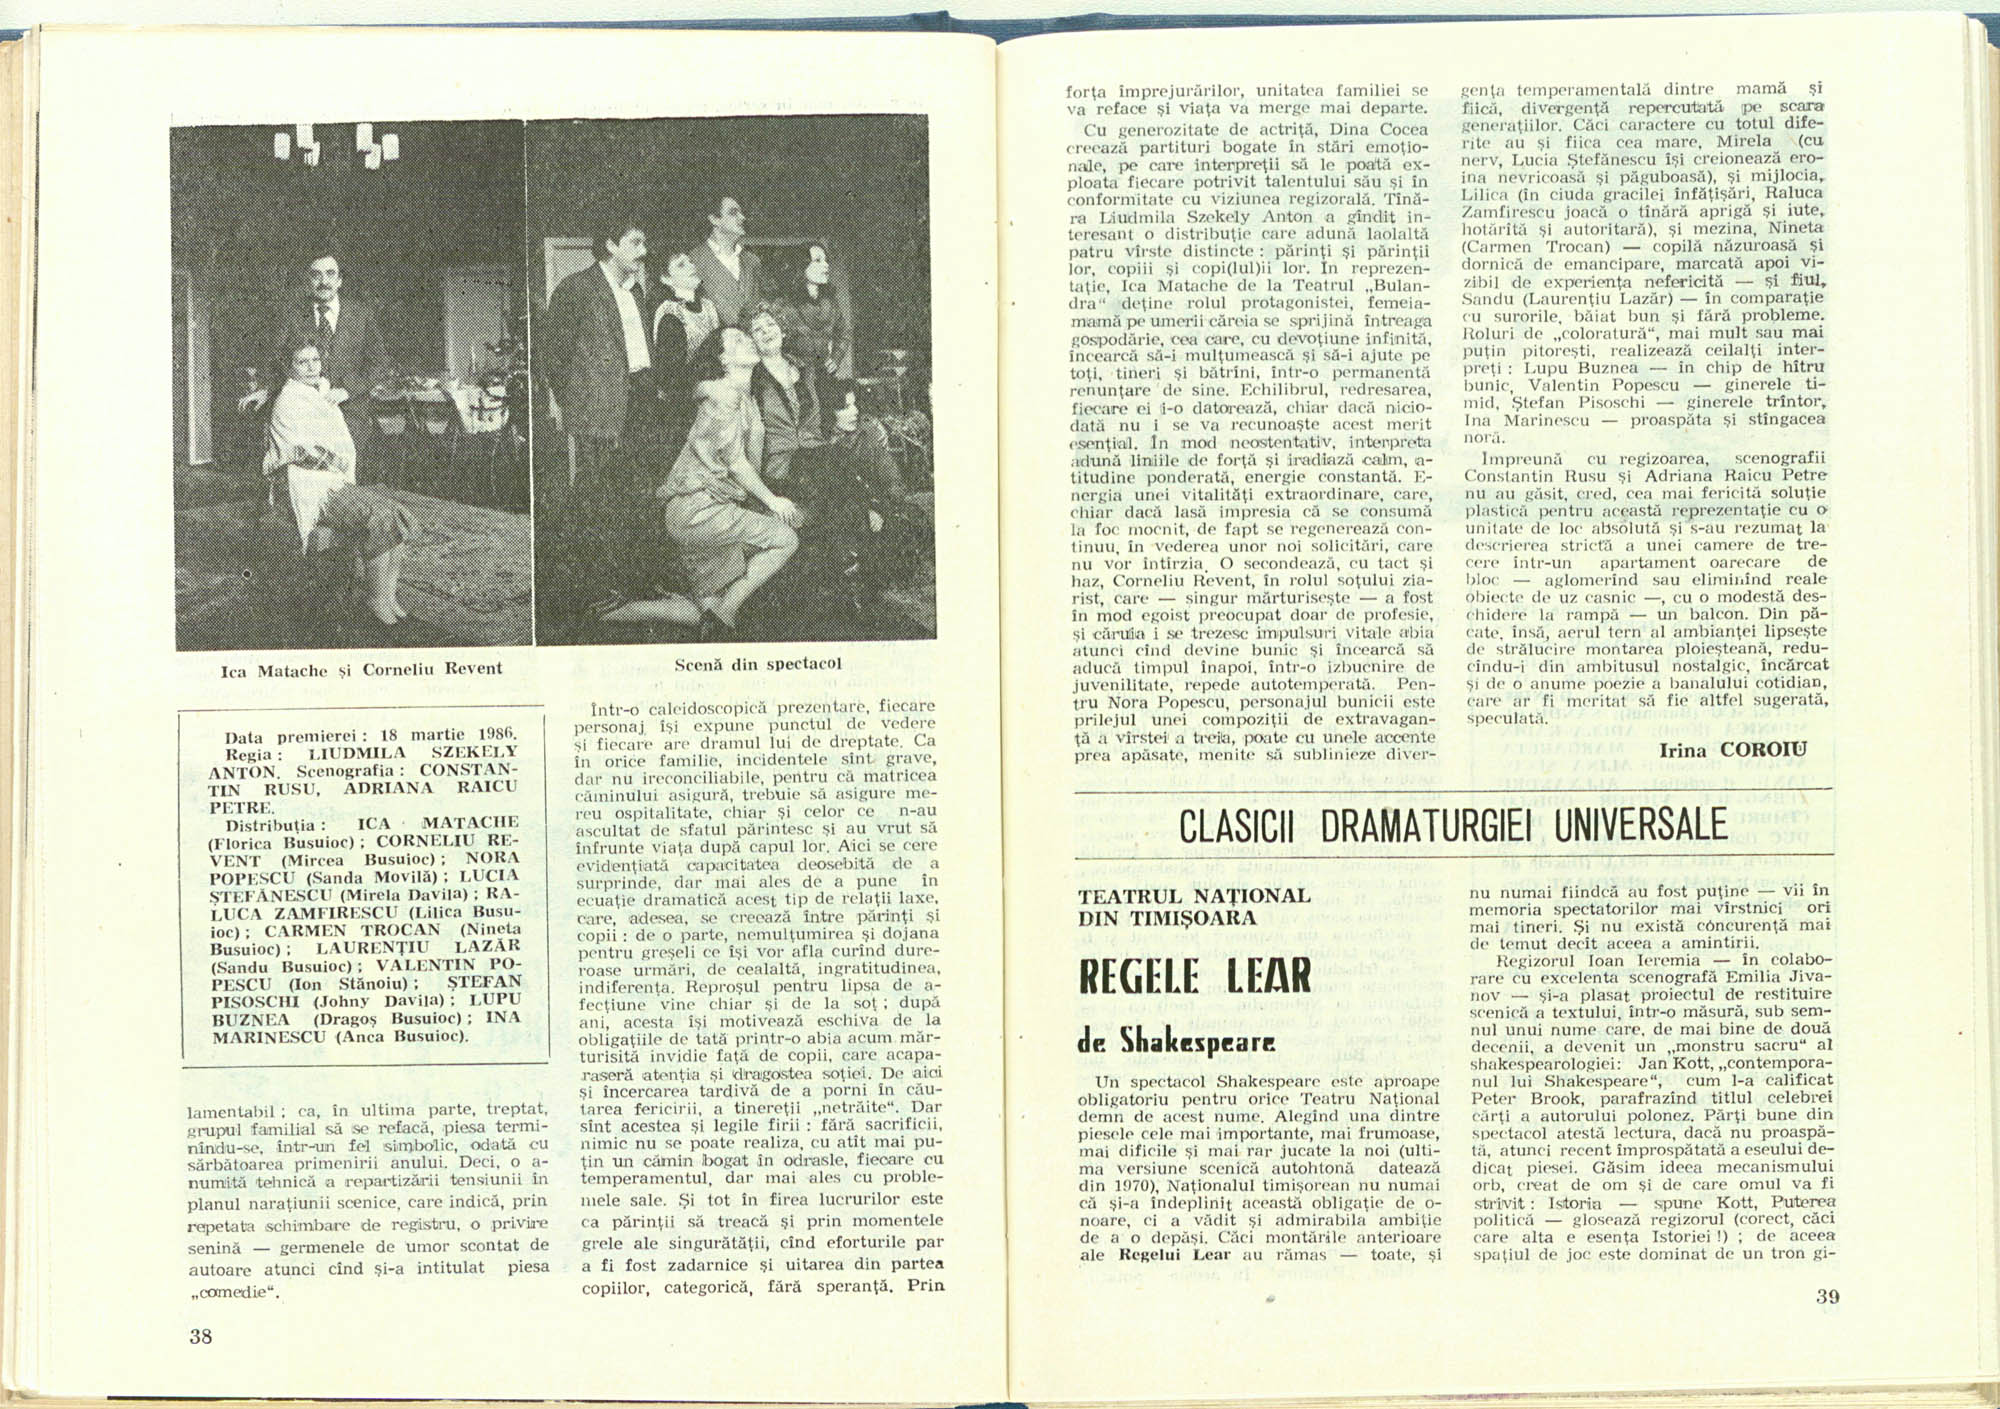 Ica Matache și Corneliu Revent
Scenă din spectacol
Data premierei : 18 martie 1986.
Regia : LIUDMILA SZEKELY
ANTON. Scenografia : CONSTAN-
TIN RUSU, ADRIANA RAICU
PETRE.
Distribuția : ICA MATACHE
(Florica Busuioc) ; CORNELIU RE-
VENT (Mircea Busuioc) ; NORA
POPESCU (Sanda Movilă) ; LUCIA
ȘTEFĂNESCU (Mirela Davila) ; RA-
LUCA ZAMFIRESCU (Lilica Busu-
ioc) ; CARMEN TROCAN (Nineta
Busuioc) ; LAURENȚIU LAZĂR
(Sandu Busuioc) ; VALENTIN PO-
PESCU (Ion Stănoiu) ; ȘTEFAN
PISOSCHI (Johny Davila) ; LUPU
BUZNEA (Dragoș Busuioc) ; INA
MARINESCU (Anca Busuioc).
lamentabil ; ca, în ultima parte, treptat,
grupul familial să se refacă, piesa termi-
nîndu-se, într-un fel simbolic, odată cu
sărbătoarea primenirii anului. Deci, o a-
numită tehnică a repartizării tensiunii în
planul narațiunii scenice, care indică, prin
repetata schimbare de registru, o privire
senină — germenele de umor scontat de
autoare atunci cînd și-a intitulat piesa
„comedie“.
38
Într-o caleidoscopică prezentare, fiecare
personaj își expune punctul de vedere
și fiecare are dramul lui de dreptate. Ca
în orice familie, incidentele sînt grave,
dar nu ireconciliabile, pentru că matricea
căminului asigură, trebuie să asigure me-
reu ospitalitate, chiar și celor ce n-au
ascultat de sfatul părintesc și au vrut să
înfrunte viața după capul lor. Aici se cere
evidențiată capacitatea deosebită de a
surprinde, dar mai ales de a pune în
ecuație dramatică acest tip de relații laxe,
care, adesea, se creează între părinți și
copii : de o parte, nemulțumirea și dojana
pentru greșeli ce își vor afla curînd dure-
roase urmări, de cealaltă, ingratitudinea,
indiferența. Reproșul pentru lipsa de a-
fecțiune vine chiar și de la soț ; după
ani, acesta își motivează eschiva de la
obligațiile de tată printr-o abia acum măr-
turisită invidie față de copii, care acapa-
raseră atenția și dragostea soției. De aici
și încercarea tardivă de a porni în cău-
tarea fericirii, a tinereții „netrăite“. Dar
sînt acestea și legile firii : fără sacrificii,
nimic nu se poate realiza, cu atît mai pu-
țin un cămin bogat în odrasle, fiecare cu
temperamentul, dar mai ales cu proble-
mele sale. Și tot în firea lucrurilor este
ca părinții să treacă și prin momentele
grele ale singurătății, cînd eforturile par
a fi fost zadarnice și uitarea din partea
copiilor, categorică, fără speranță. Prin
forța împrejurărilor, unitatea familiei se
va reface și viața va merge mai departe.
Cu generozitate de actriță, Dina Cocea
creează partituri bogate în stări emoțio-
nale, pe care interpreții să le poată ex-
ploata fiecare potrivit talentului său și în
conformitate cu viziunea regizorală. Tînă-
ra Liudmila Szekely Anton a gîndit in-
teresant o distribuție care adună laolaltă
patru vîrste distincte : părinți și părinții
lor, copiii și copi(lul)ii lor. În reprezen-
tație, Ica Matache de la Teatrul „Bulan-
dra“ deține rolul protagonistei, femeia-
mamă pe umerii căreia se sprijină întreaga
gospodărie, cea care, cu devoțiune infinită,
încearcă să-i mulțumească și să-i ajute pe
toți, tineri și bătrîni, într-o permanentă
renunțare de sine. Echilibrul, redresarea,
fiecare ei i-o datorează, chiar dacă nicio-
dată nu i se va recunoaște acest merit
esențial. În mod neostentativ, interpreta
adună liniile de forță și iradiază calm, a-
titudine ponderată, energie constantă. E-
nergia unei vitalități extraordinare, care,
chiar dacă lasă impresia că se consumă
la foc mocnit, de fapt se regenerează con-
tinuu, în vederea unor noi solicitări, care
nu vor întîrzia. O secondează, cu tact și
haz, Corneliu Revent, în rolul soțului zia-
rist, care — singur mărturisește — a fost
în mod egoist preocupat doar de profesie,
și căruia i se trezesc impulsuri vitale abia
atunci cînd devine bunic și încearcă să
aducă timpul înapoi, într-o izbucnire de
juvenilitate, repede autotemperată. Pen-
tru Nora Popescu, personajul bunicii este
prilejul unei compoziții de extravagan-
ță a vîrstei a treia, poate cu unele accente
prea apăsate, menite să sublinieze diver-
gența temperamentală dintre mamă și
fiică, divergență repercutată pe scara
generațiilor. Căci caractere cu totul dife-
rite au și fiica cea mare, Mirela (cu
nerv, Lucia Ștefănescu își creionează ero-
ina nevricoasă și păguboasă), și mijlocia,
Lilica (în ciuda gracilei înfățișări, Raluca
Zamfirescu joacă o tînără aprigă și iute,
hotărîtă și autoritară), și mezina, Nineta
(Carmen Trocan) — copilă năzuroasă și
dornică de emancipare, marcată apoi vi-
zibil de experiența nefericită — și fiul,
Sandu (Laurențiu Lazăr) — în comparație
cu surorile, băiat bun și fără probleme.
Roluri de „coloratură“, mai mult sau mai
puțin pitorești, realizează ceilalți inter-
preți : Lupu Buznea — în chip de hîtru
bunic, Valentin Popescu — ginerele ti-
mid, Ștefan Pisoschi — ginerele trîntor,
Ina Marinescu — proaspăta și stîngacea
noră.
Împreună cu regizoarea, scenografii
Constantin Rusu și Adriana Raicu Petre
nu au găsit, cred, cea mai fericită soluție
plastică pentru această reprezentație cu o
unitate de loc absolută și s-au rezumat la
descrierea strictă a unei camere de tre-
cere într-un apartament oarecare de
bloc — aglomerînd sau eliminînd reale
obiecte de uz casnic —, cu o modestă des-
chidere la rampă — un balcon. Din pă-
cate, însă, aerul tern al ambianței lipsește
de strălucire montarea ploieșteană, redu-
cîndu-i din ambitusul nostalgic, încărcat
și de o anume poezie a banalului cotidian,
care ar fi meritat să fie altfel sugerată,
speculată.
Irina COROIU
CLASICII DRAMATURGIEI UNIVERSALE
TEATRUL NAȚIONAL
DIN TIMIȘOARA
REGELE LEAR
de Shakespeare
Un spectacol Shakespeare este aproape
obligatoriu pentru orice Teatru Național
demn de acest nume. Alegînd una dintre
piesele cele mai importante, mai frumoase,
mai dificile și mai rar jucate la noi (ulti-
ma versiune scenică autohtonă datează
din 1970), Naționalul timișorean nu numai
că și-a îndeplinit această obligație de o-
noare, ci a vădit și admirabila ambiție
de a o depăși. Căci montările anterioare
ale Regelui Lear au rămas — toate, și
nu numai fiindcă au fost puține — vii în
memoria spectatorilor mai vîrstnici ori
mai tineri. Și nu există concurență mai
de temut decît aceea a amintirii.
Regizorul Ioan Ieremia — în colabo-
rare cu excelenta scenografă Emilia Jiva-
nov — și-a plasat proiectul de restituire
scenică a textului, într-o măsură, sub sem-
nul unui nume care, de mai bine de două
decenii, a devenit un „monstru sacru“ al
shakespearologiei: Jan Kott, „contempora-
nul lui Shakespeare“, cum l-a calificat
Peter Brook, parafrazînd titlul celebrei
cărți a autorului polonez. Părți bune din
spectacol atestă lectura, dacă nu proaspă-
tă, atunci recent împrospătată a eseului de-
dicat piesei. Găsim ideea mecanismului
orb, creat de om și de care omul va fi
strivit : Istoria — spune Kott, Puterea
politică — glosează regizorul (corect, căci
care alta e esența Istoriei !) ; de aceea
spațiul de joc este dominat de un tron gi-
39